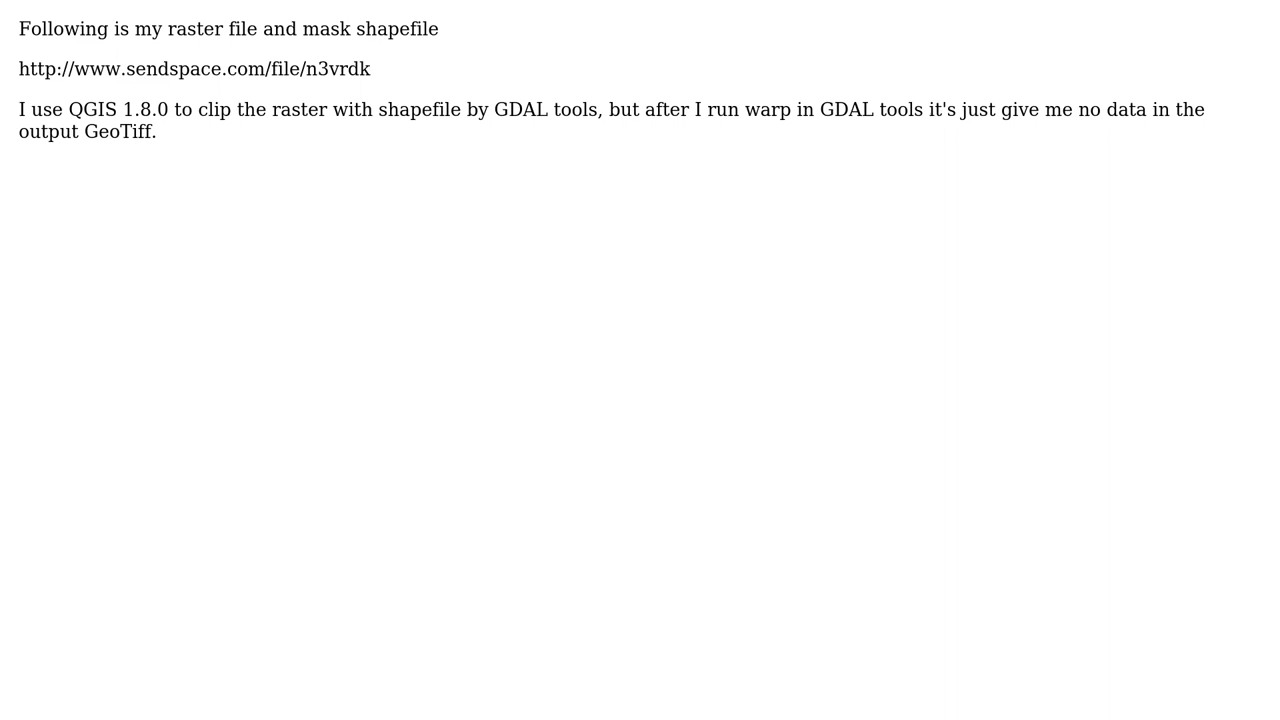 Following is my raster file and mask shapefile
http://www.sendspace.com/file/n3vrdk
I use QGIS 1.8.0 to clip the raster with shapefile by GDAL tools, but after I run warp in GDAL tools it's just give me no data in the
output GeoTiff.